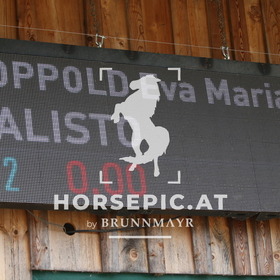 OPPOLD Eva Maria
ALISTO
2 0.00
HORSEPIC.AT
by BRUNNMAYR